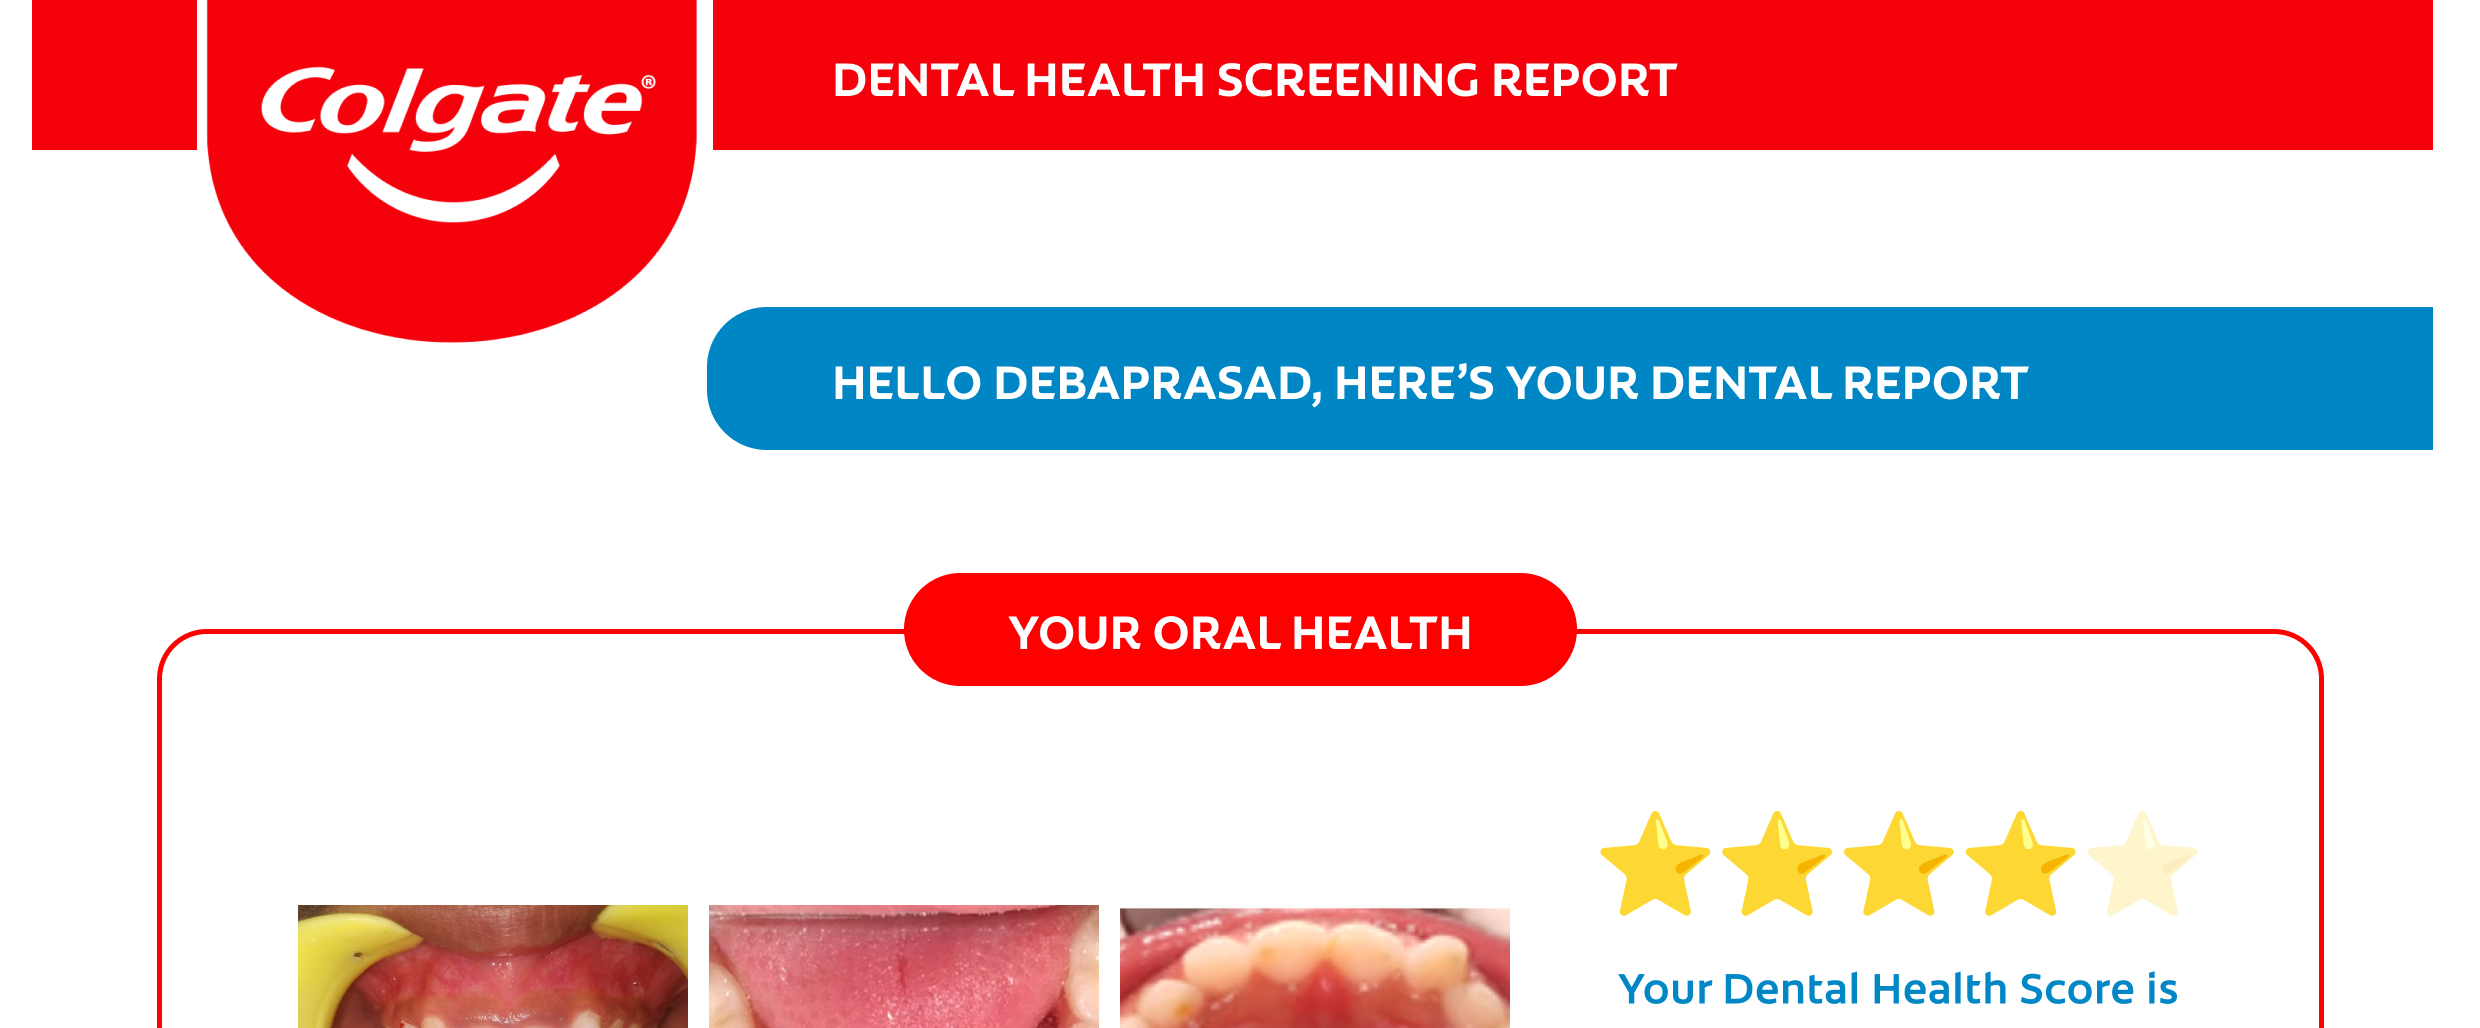 Colgate®
DENTAL HEALTH SCREENING REPORT
HELLO DEBAPRASAD, HERE’S YOUR DENTAL REPORT
YOUR ORAL HEALTH
Your Dental Health Score is